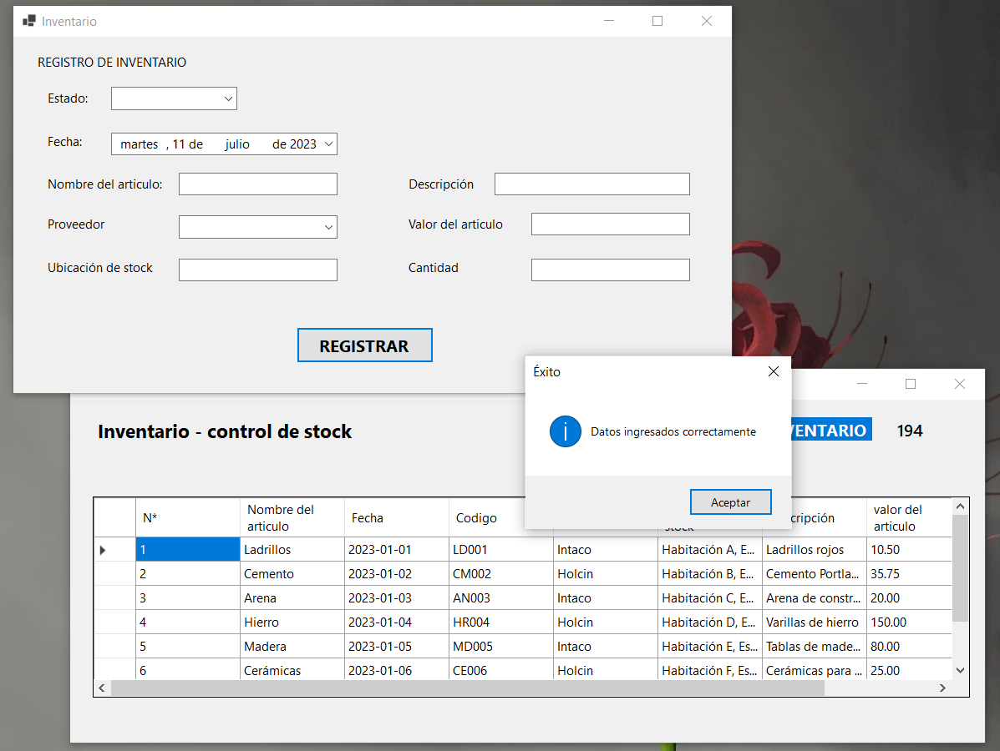 Inventario
REGISTRO DE INVENTARIO
Estado:
Fecha: martes , 11 de julio de 2023
Nombre del articulo: Descripción
Proveedor Valor del articulo
Ubicación de stock Cantidad
REGISTRAR
Éxito
Datos ingresados correctamente
Aceptar
Inventario - control de stock
194
N* Nombre del articulo Fecha Codigo stock valor del articulo
1 Ladrillos 2023-01-01 LD001 Intaco Habitación A, E... Ladrillos rojos 10.50
2 Cemento 2023-01-02 CM002 Holcin Habitación B, E... Cemento Portla... 35.75
3 Arena 2023-01-03 AN003 Intaco Habitación C, E... Arena de constr... 20.00
4 Hierro 2023-01-04 HR004 Holcin Habitación D, E... Varillas de hierro 150.00
5 Madera 2023-01-05 MD005 Intaco Habitación E, Es... Tablas de made... 80.00
6 Cerámicas 2023-01-06 CE006 Holcin Habitación F, Es... Cerámicas para ... 25.00